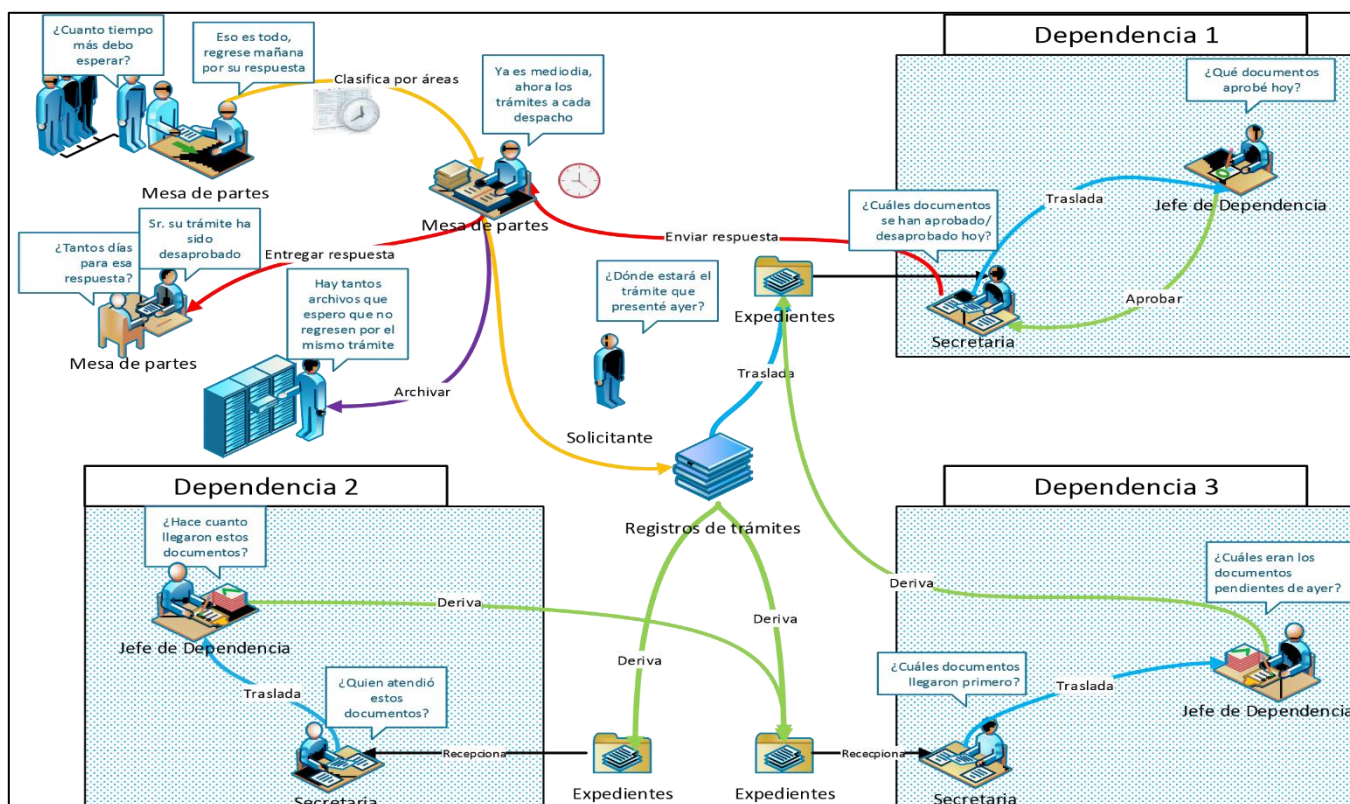 ¿Cuanto tiempo
más debo
esperar?
Eso es todo,
regrese mañana
por su respuesta
Clasifica por áreas
Ya es mediodia,
ahora los
trámites a cada
despacho
Mesa de partes
Mesa de partes
Dependencia 1
¿Qué documentos
aprobé hoy?
Traslada
Jefe de Dependencia
¿Cuáles documentos
se han aprobado/
desaprobado hoy?
Enviar respuesta
Aprobar
Secretaria
Sr. su trámite ha
sido
desaprobado
¿Tantos días
para esa
respuesta?
Entregar respuesta
Mesa de partes
Hay tantos
archivos que
espero que no
regresen por el
mismo trámite
Archivar
¿Dónde estará el
trámite que
presenté ayer?
Solicitante
Expedientes
Traslada
Registros de trámites
Dependencia 2
¿Hace cuanto
llegaron estos
documentos?
Jefe de Dependencia
Deriva
Traslada
¿Quien atendió
estos
documentos?
Secretaria
Recepciona
Deriva
Deriva
Expedientes
Expedientes
Dependencia 3
¿Cuáles eran los
documentos
pendientes de ayer?
Deriva
¿Cuáles documentos
llegaron primero?
Traslada
Jefe de Dependencia
Rececpiona
Secretaria